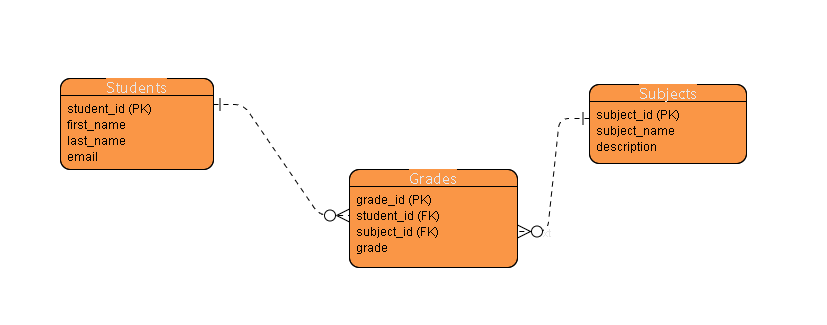 Students
student_id (PK)
first_name
last_name
email
Subjects
subject_id (PK)
subject_name
description
Grades
grade_id (PK)
student_id (FK)
subject_id (FK)
grade